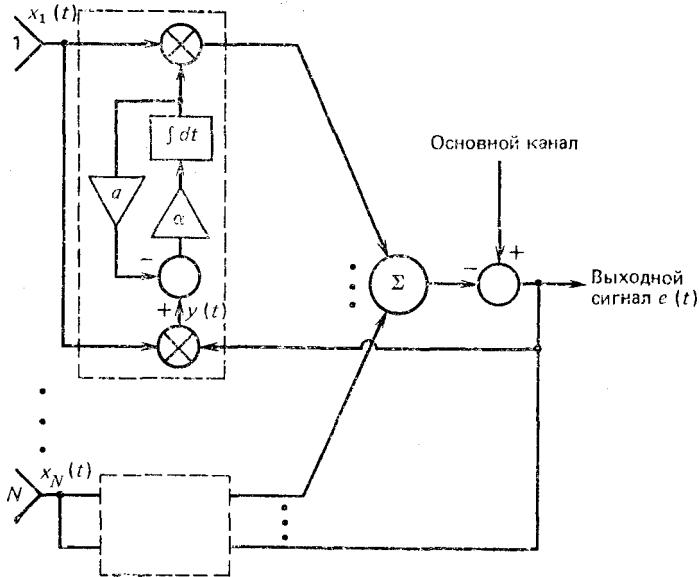 x₁(t)
1
∫ dt
Основной канал
a
α
−
+
Σ
−
Выходной
сигнал e(t)
+ y(t)
x_N(t)
N